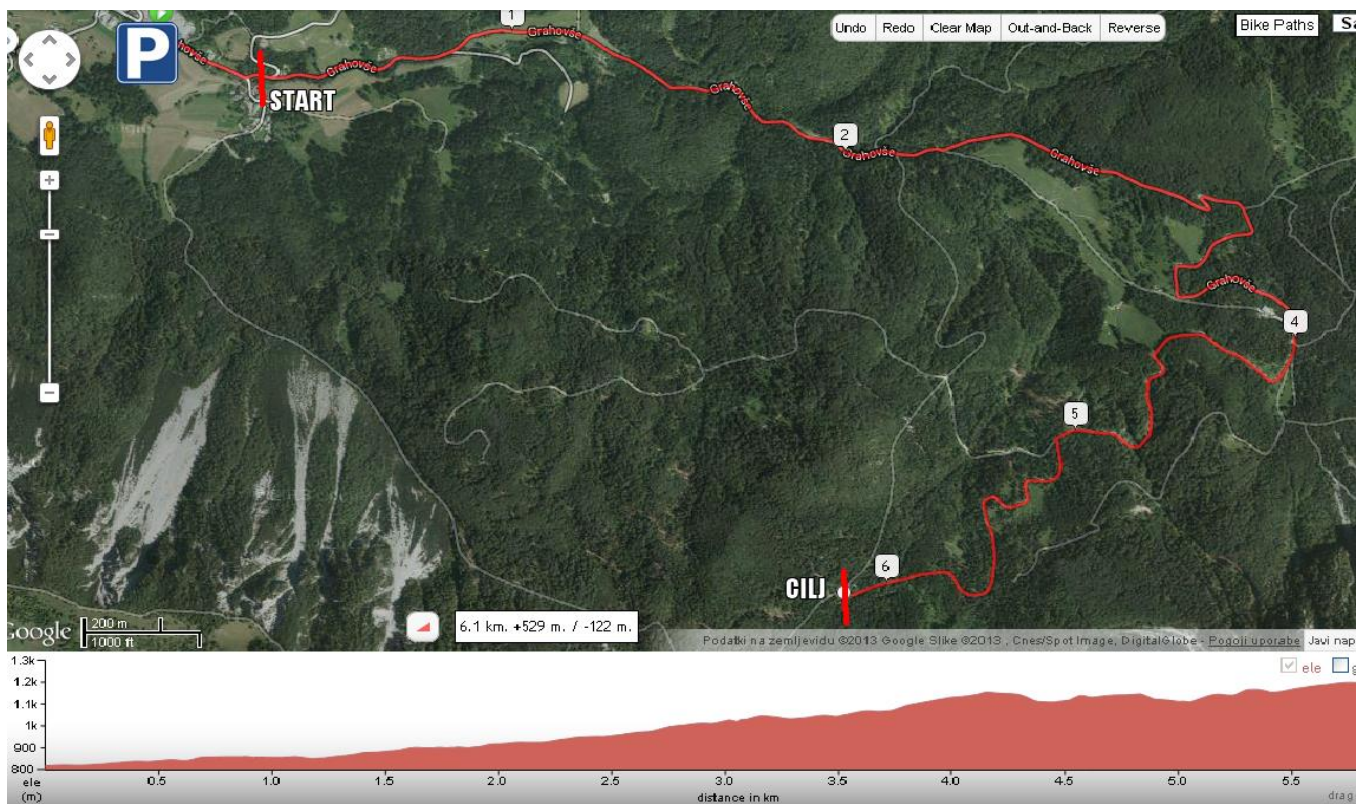 1
Undo
Redo
Clear Map
Out-and-Back
Reverse
Bike Paths
Grahovše
P
Grahovše
START
Grahovše
2
Grahovše
Grahovše
Grahovše
4
5
6
CILJ
200 m
1000 ft
6.1 km. +529 m. / -122 m.
Podatki na zemljevidu ©2013 Google Slike ©2013 , Cnes/Spot Image, DigitalGlobe - Pogoji uporabe
Javi nap
Google
1.3k
ele
1.2k
1.1k
1k
900
800
ele
(m)
0.5
1.0
1.5
2.0
2.5
3.0
3.5
4.0
4.5
5.0
5.5
distance in km
drag